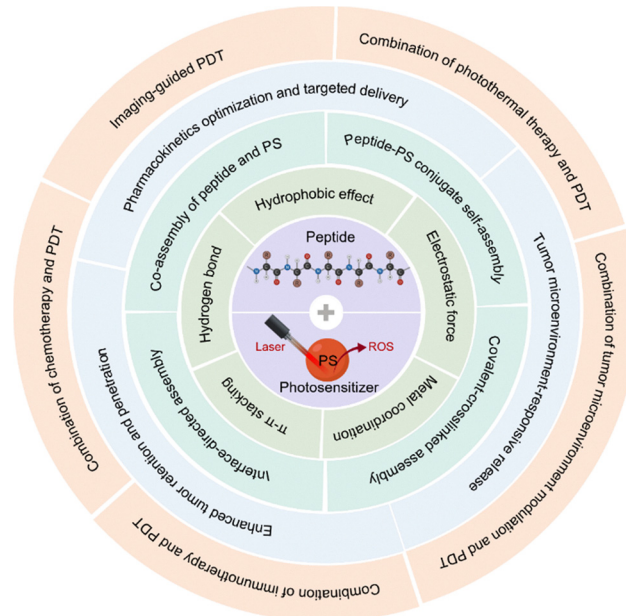 Imaging-guided PDT
Combination of photothermal therapy and PDT
Combination of tumor microenvironment modulation and PDT
Combination of immunotherapy and PDT
Combination of chemotherapy and PDT
Pharmacokinetics optimization and targeted delivery
Tumor microenvironment-responsive release
Enhanced tumor retention and penetration
Co-assembly of peptide and PS
Peptide-PS conjugate self-assembly
Covalent-crosslinked assembly
Interface-directed assembly
Hydrophobic effect
Electrostatic force
Metal coordination
π-π stacking
Hydrogen bond
Peptide
R
R
R
R
R
H
H
H
H
H
+
Laser
PS
ROS
Photosensitizer